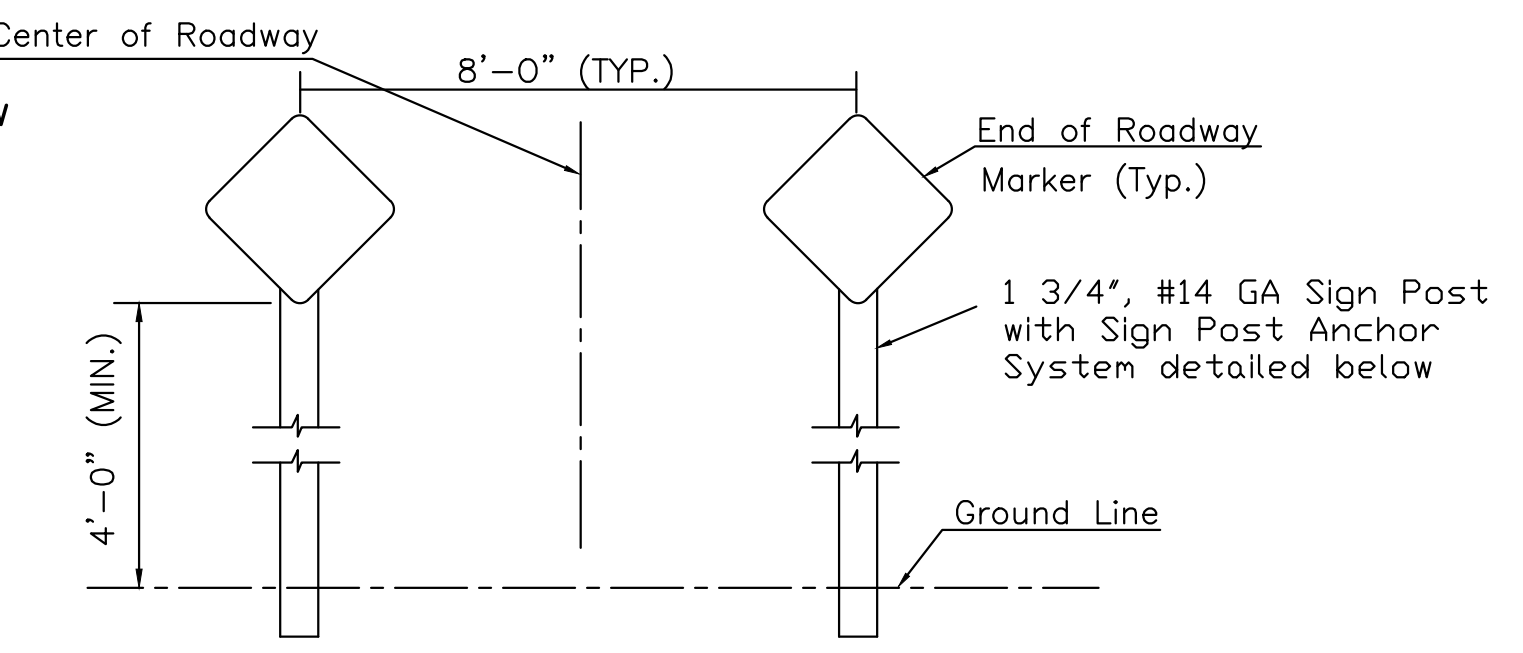 Center of Roadway
8'-0" (TYP.)
End of Roadway
Marker (Typ.)
1 3/4", #14 GA Sign Post
with Sign Post Anchor
System detailed below
4'-0" (MIN.)
Ground Line